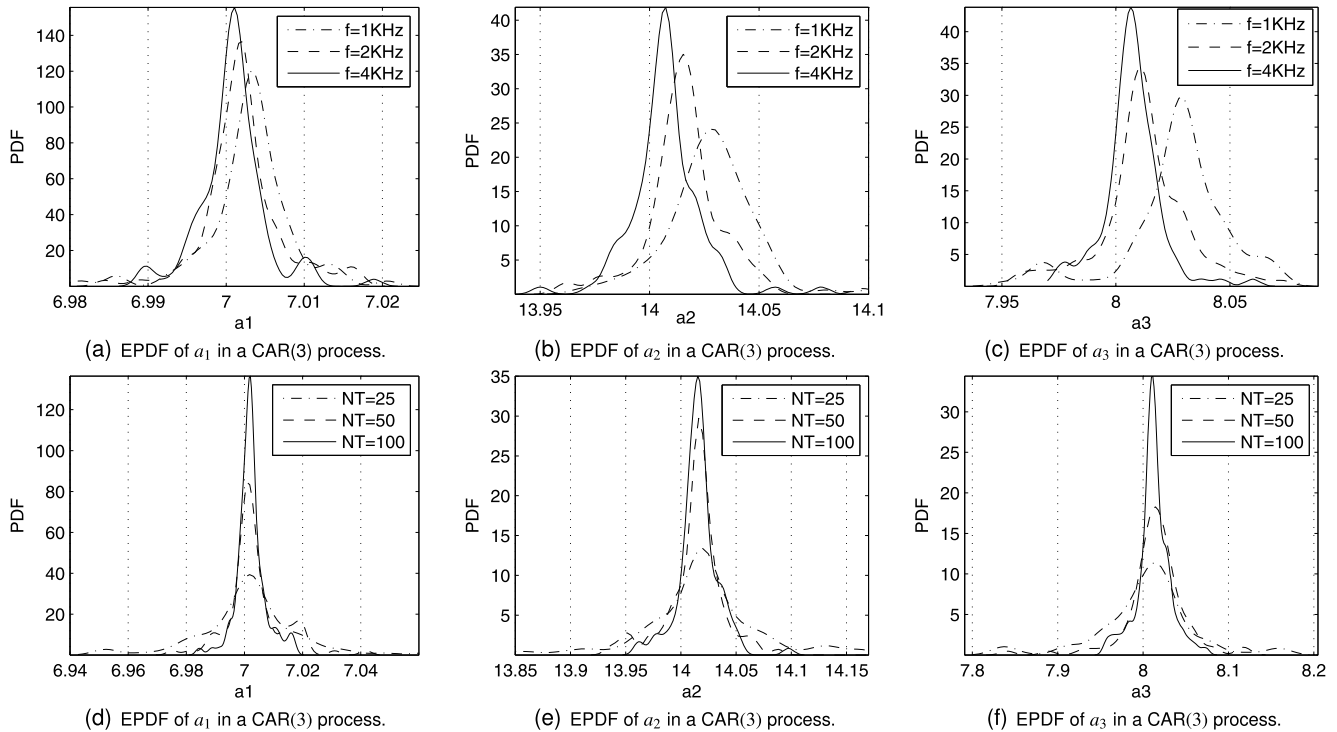 140
120
100
80
60
40
20
PDF
6.98
6.99
7
7.01
7.02
a1
f=1KHz
f=2KHz
f=4KHz
(a) EPDF of a1 in a CAR(3) process.
40
35
30
25
20
15
10
5
PDF
13.95
14
14.05
14.1
a2
f=1KHz
f=2KHz
f=4KHz
(b) EPDF of a2 in a CAR(3) process.
40
35
30
25
20
15
10
5
PDF
7.95
8
8.05
a3
f=1KHz
f=2KHz
f=4KHz
(c) EPDF of a3 in a CAR(3) process.
120
100
80
60
40
20
PDF
6.94
6.96
6.98
7
7.02
7.04
a1
NT=25
NT=50
NT=100
(d) EPDF of a1 in a CAR(3) process.
35
30
25
20
15
10
5
PDF
13.85
13.9
13.95
14
14.05
14.1
14.15
a2
NT=25
NT=50
NT=100
(e) EPDF of a2 in a CAR(3) process.
30
20
10
PDF
7.8
7.9
8
8.1
8.2
a3
NT=25
NT=50
NT=100
(f) EPDF of a3 in a CAR(3) process.